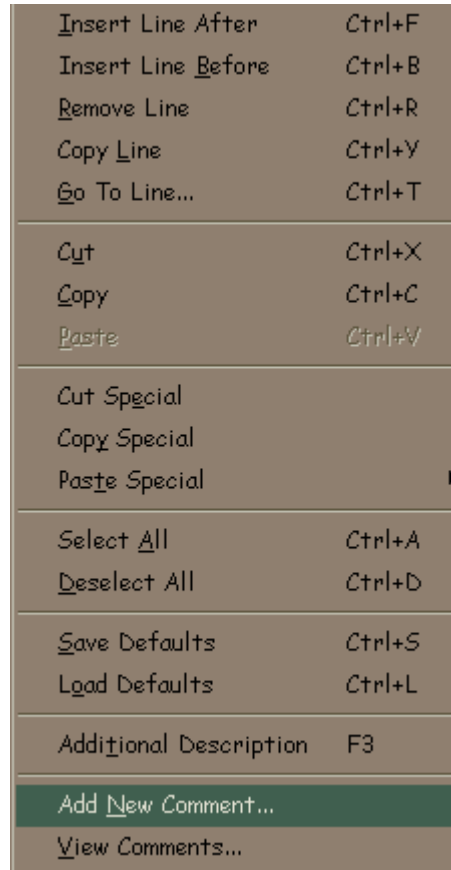 Insert Line After Ctrl+F
Insert Line Before Ctrl+B
Remove Line Ctrl+R
Copy Line Ctrl+Y
Go To Line... Ctrl+T
Cut Ctrl+X
Copy Ctrl+C
Paste Ctrl+V
Cut Special
Copy Special
Paste Special
Select All Ctrl+A
Deselect All Ctrl+D
Save Defaults Ctrl+S
Load Defaults Ctrl+L
Additional Description F3
Add New Comment...
View Comments...